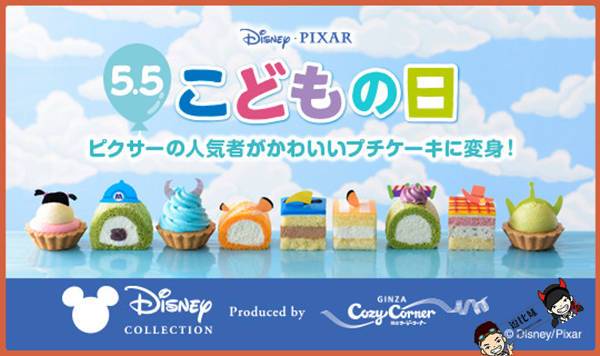 Disney · PIXAR
5.5
こどもの日
ピクサーの人気者がかわいいプチケーキに変身！
Disney
COLLECTION
Produced by
GINZA
Cozy Corner
© Disney/Pixar